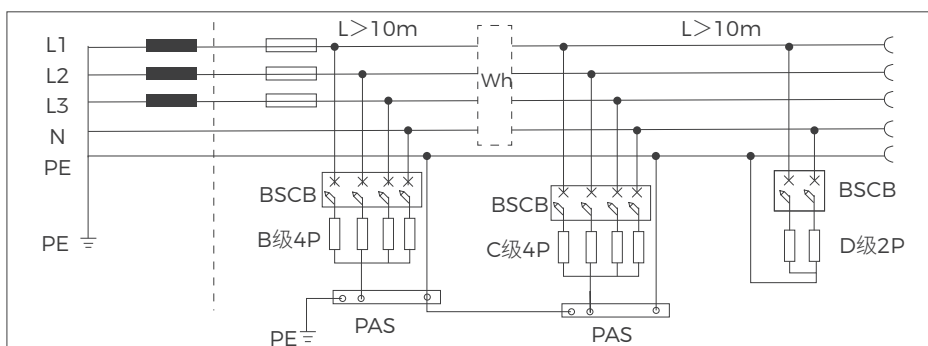 L1
L>10m
L>10m
L2
Wh
L3
N
PE
BSCB
BSCB
BSCB
B级4P
C级4P
D级2P
PE
PAS
PE
PAS